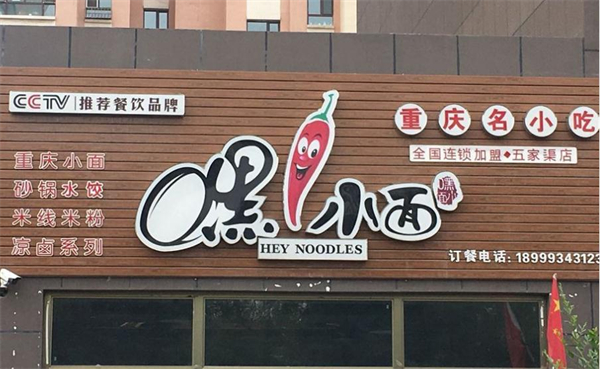 CCTV 推荐餐饮品牌
重庆小面
砂锅水饺
米线米粉
凉卤系列
嘿小面
HEY NOODLES
重庆名小吃
全国连锁加盟◆五家渠店
订餐电话: 18999343123